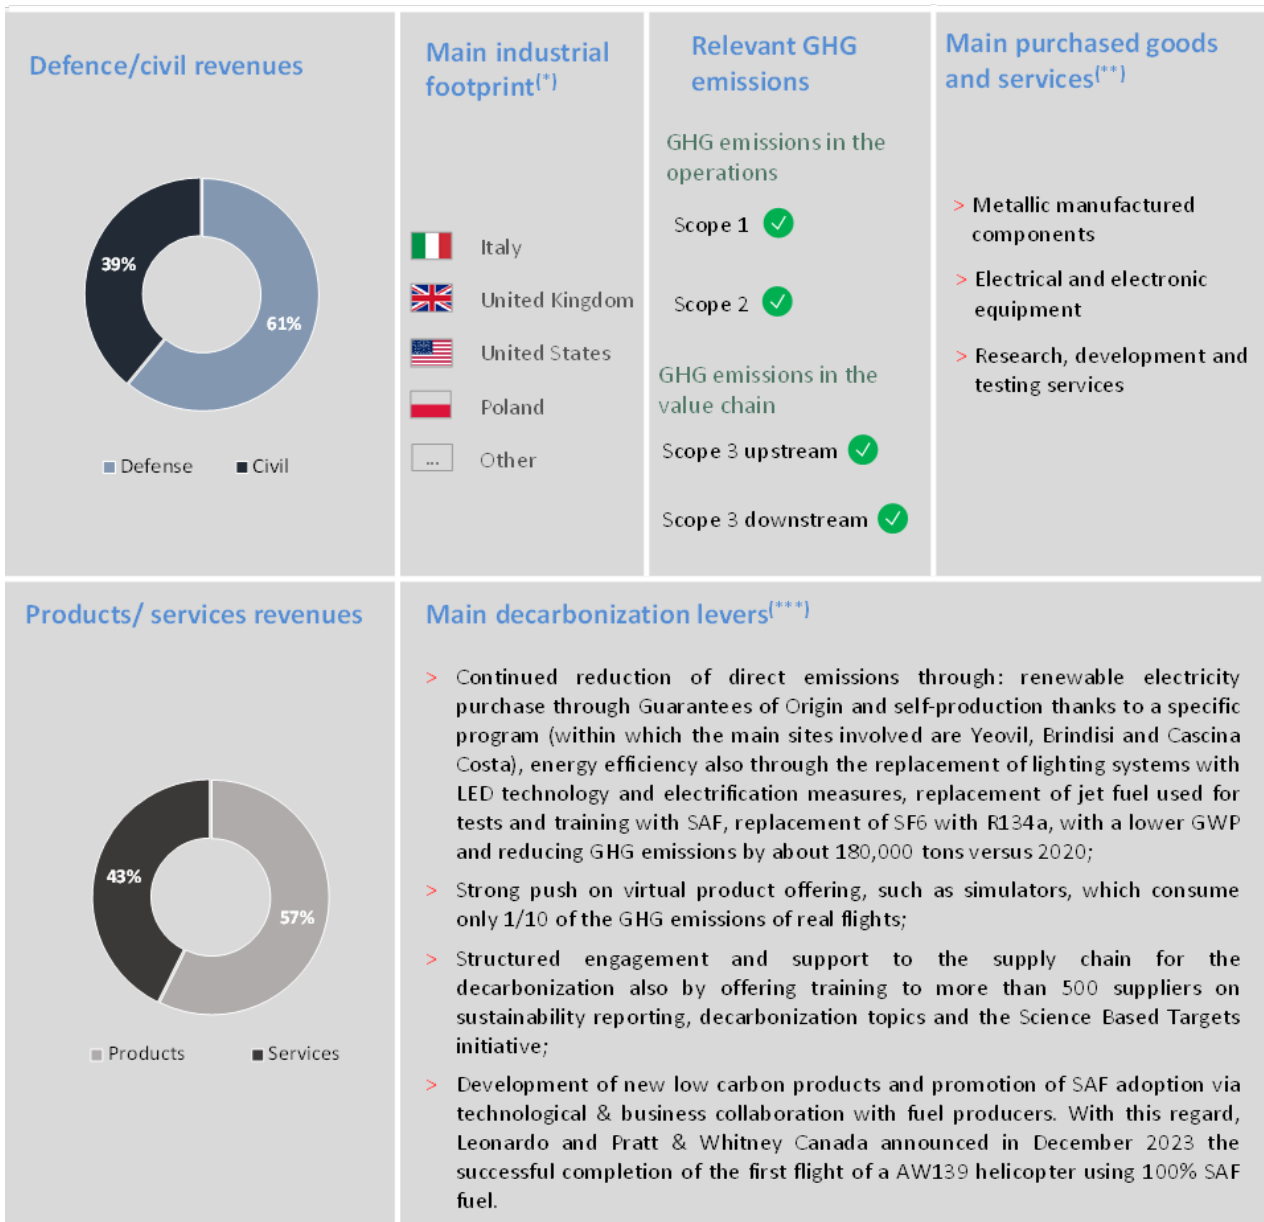 Defence/civil revenues
39%
61%
Defense
Civil
Main industrial
footprint(*)
Italy
United Kingdom
United States
Poland
...
Other
Relevant GHG
emissions
GHG emissions in the
operations
Scope 1
Scope 2
GHG emissions in the
value chain
Scope 3 upstream
Scope 3 downstream
Main purchased goods
and services(**)
> Metallic manufactured
components
> Electrical and electronic
equipment
> Research, development and
testing services
Products/ services revenues
43%
57%
Products
Services
Main decarbonization levers(***)
> Continued reduction of direct emissions through: renewable electricity
purchase through Guarantees of Origin and self-production thanks to a specific
program (within which the main sites involved are Yeovil, Brindisi and Cascina
Costa), energy efficiency also through the replacement of lighting systems with
LED technology and electrification measures, replacement of jet fuel used for
tests and training with SAF, replacement of SF6 with R134a, with a lower GWP
and reducing GHG emissions by about 180,000 tons versus 2020;
> Strong push on virtual product offering, such as simulators, which consume
only 1/10 of the GHG emissions of real flights;
> Structured engagement and support to the supply chain for the
decarbonization also by offering training to more than 500 suppliers on
sustainability reporting, decarbonization topics and the Science Based Targets
initiative;
> Development of new low carbon products and promotion of SAF adoption via
technological & business collaboration with fuel producers. With this regard,
Leonardo and Pratt & Whitney Canada announced in December 2023 the
successful completion of the first flight of a AW139 helicopter using 100% SAF
fuel.